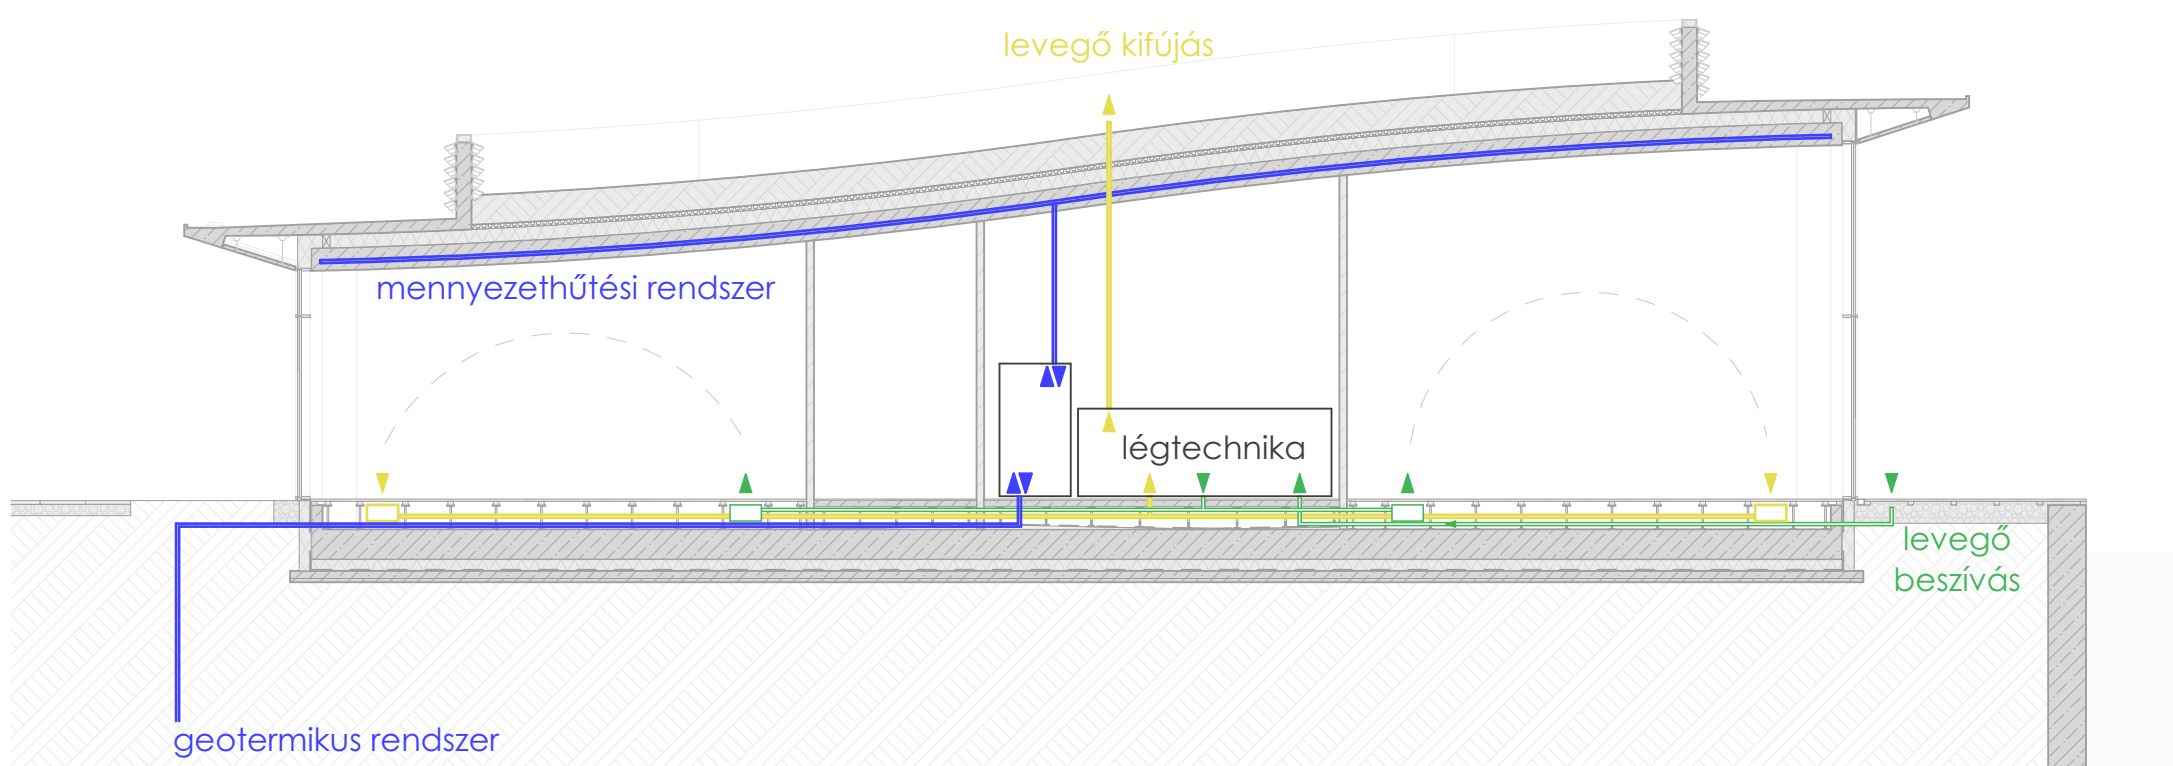 levegő kifújás
mennyezethűtési rendszer
légtechnika
levegő
beszívás
geotermikus rendszer